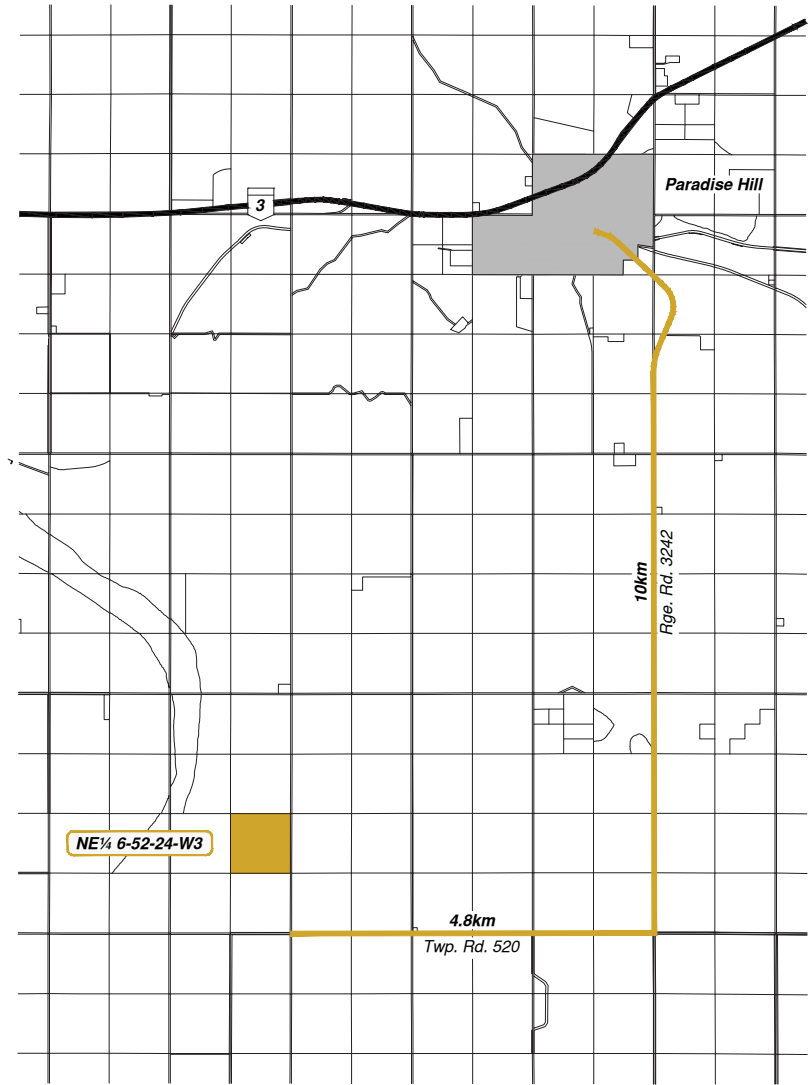 Paradise Hill
3
10km
Rge. Rd. 3242
NE¼ 6-52-24-W3
4.8km
Twp. Rd. 520